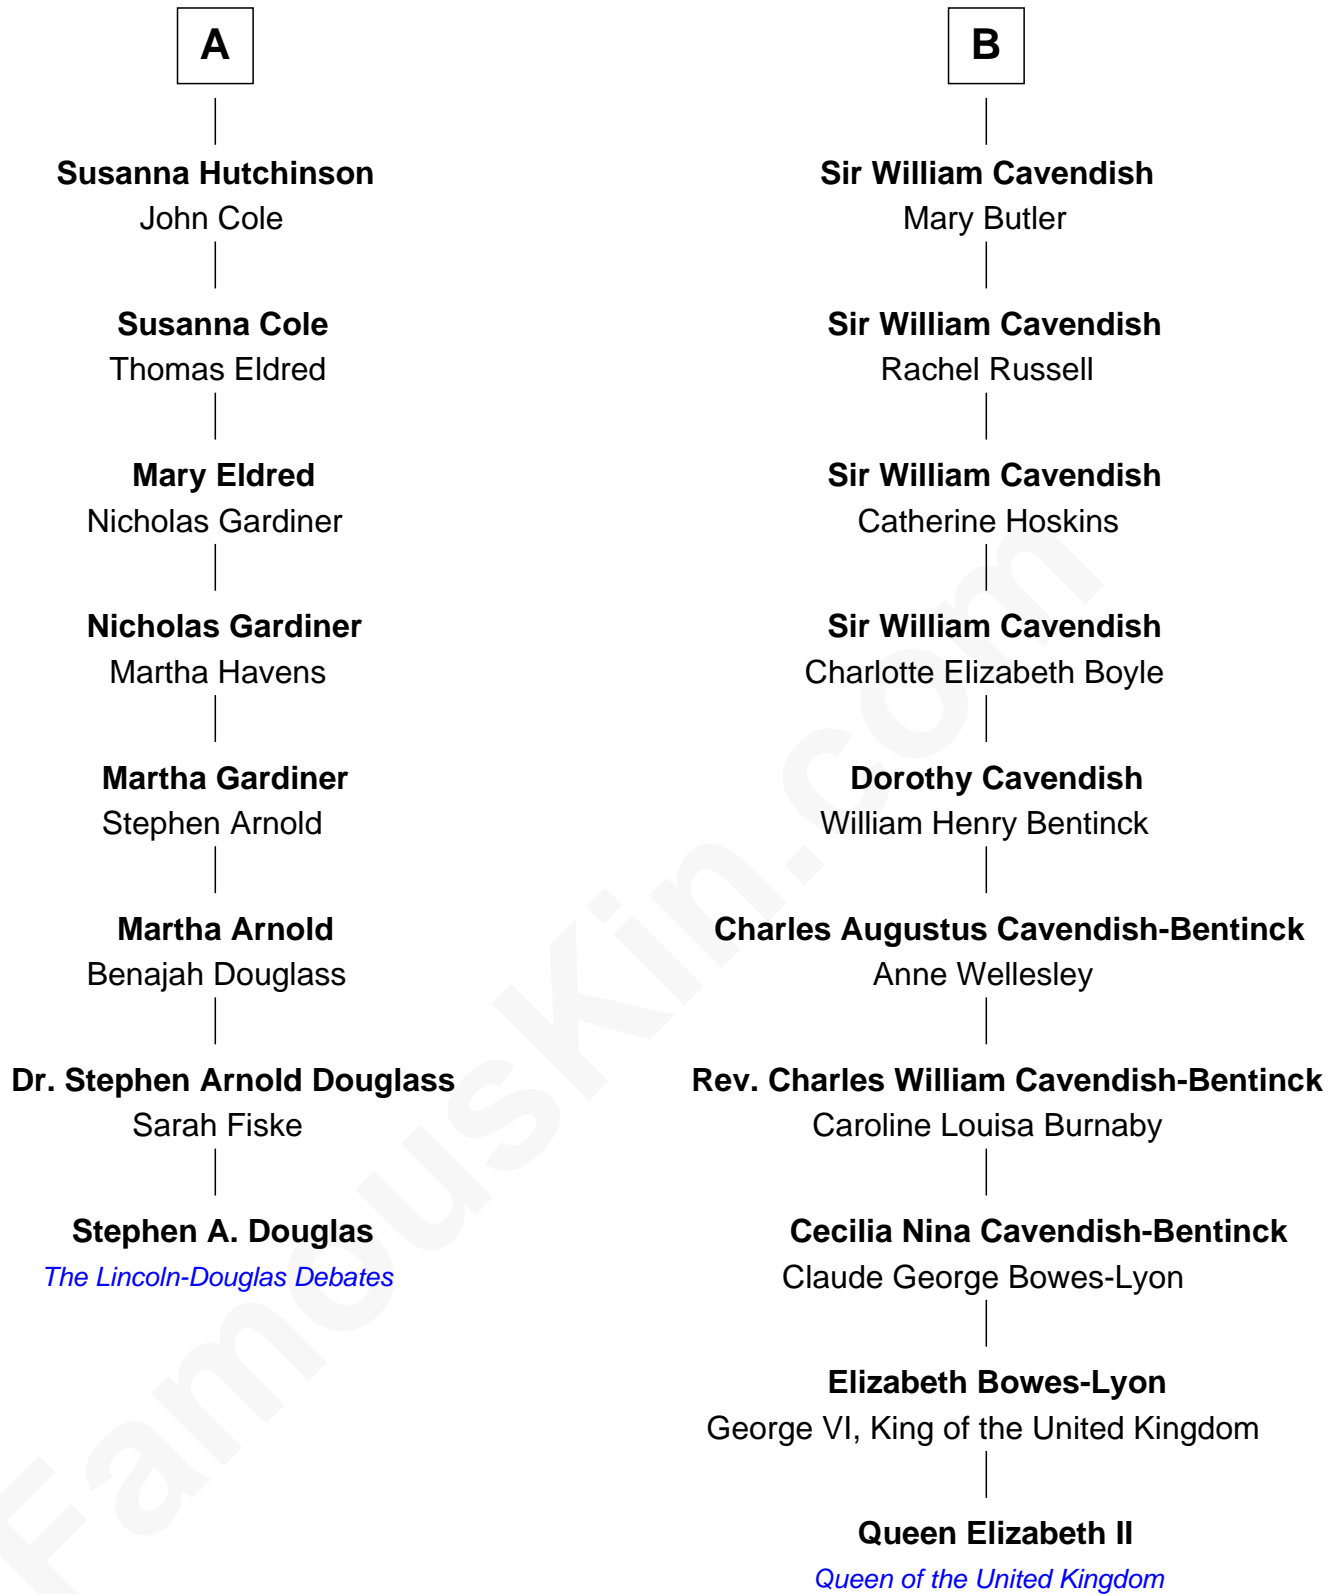 A
Susanna Hutchinson
John Cole
Susanna Cole
Thomas Eldred
Mary Eldred
Nicholas Gardiner
Nicholas Gardiner
Martha Havens
Martha Gardiner
Stephen Arnold
Martha Arnold
Benajah Douglass
Dr. Stephen Arnold Douglass
Sarah Fiske
Stephen A. Douglas
The Lincoln-Douglas Debates
B
Sir William Cavendish
Mary Butler
Sir William Cavendish
Rachel Russell
Sir William Cavendish
Catherine Hoskins
Sir William Cavendish
Charlotte Elizabeth Boyle
Dorothy Cavendish
William Henry Bentinck
Charles Augustus Cavendish-Bentinck
Anne Wellesley
Rev. Charles William Cavendish-Bentinck
Caroline Louisa Burnaby
Cecilia Nina Cavendish-Bentinck
Claude George Bowes-Lyon
Elizabeth Bowes-Lyon
George VI, King of the United Kingdom
Queen Elizabeth II
Queen of the United Kingdom
FamousKin.com